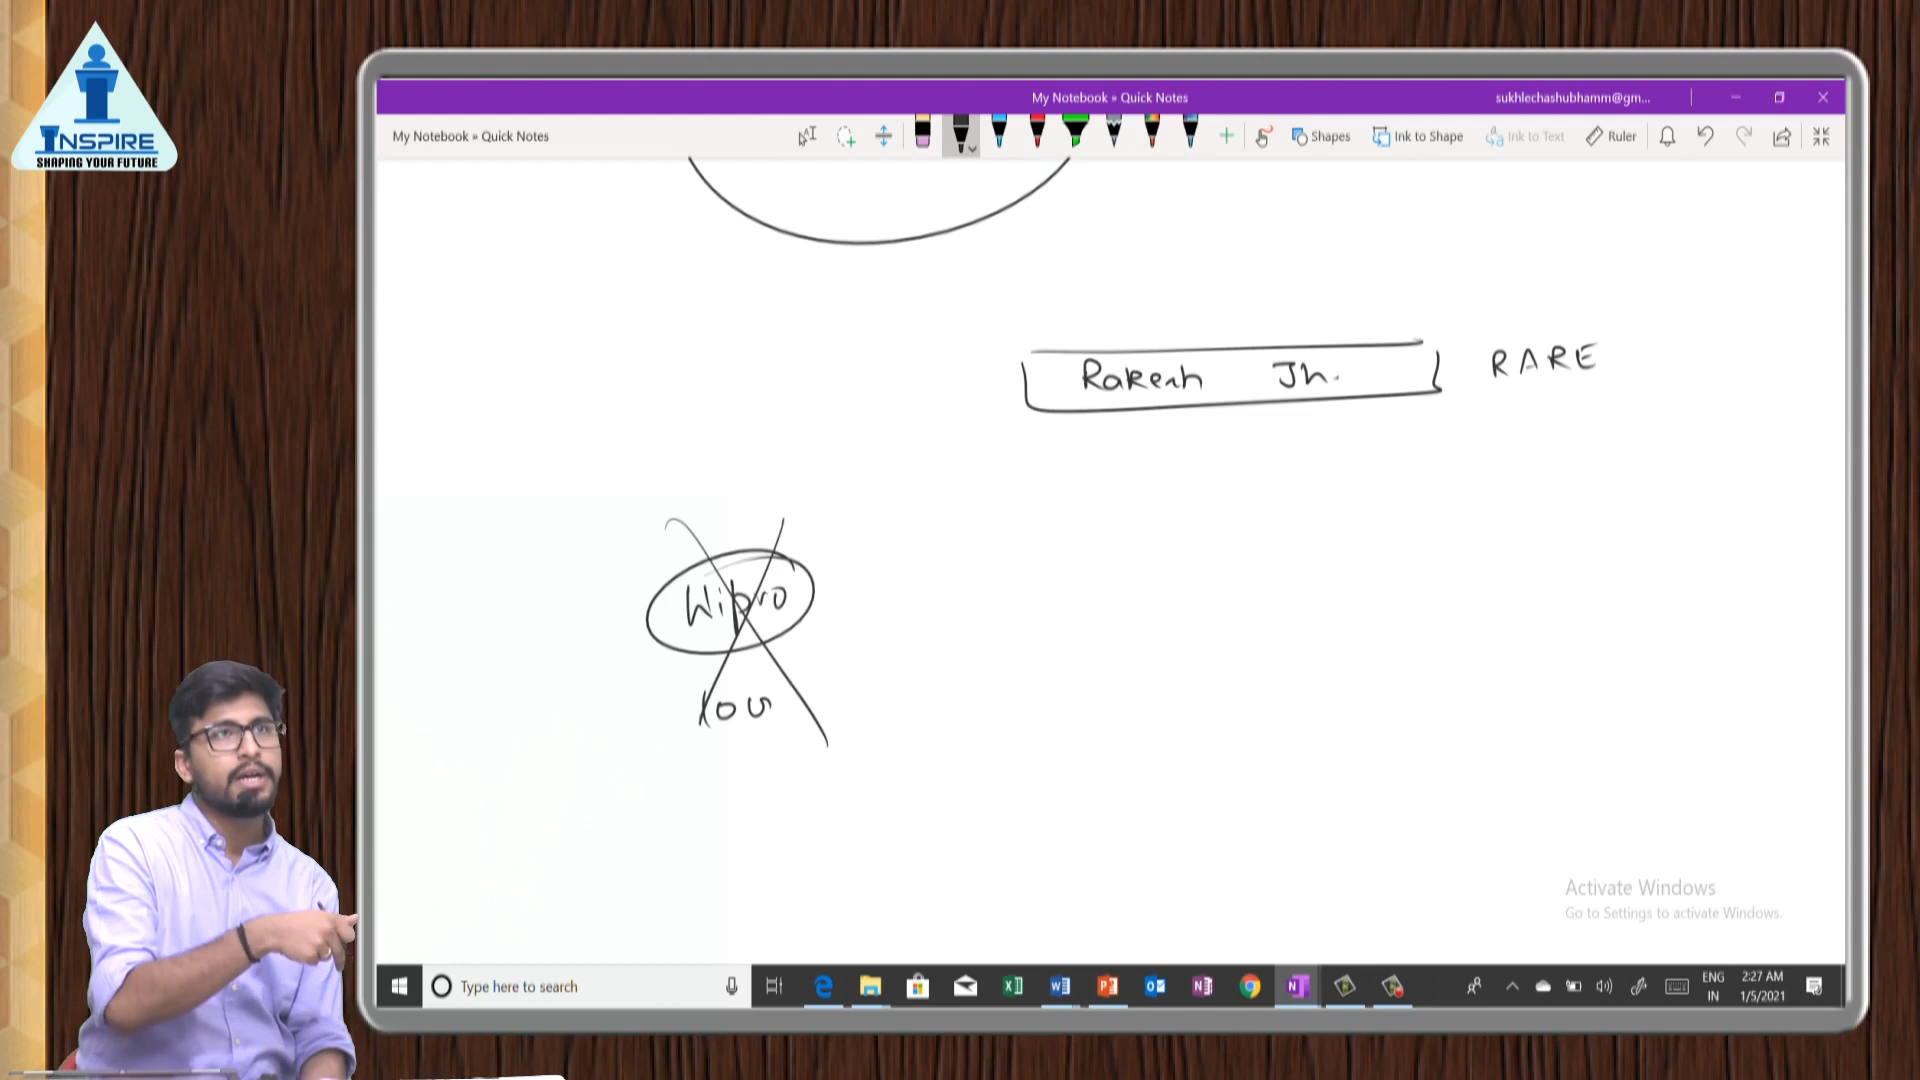 INSPIRE
SHAPING YOUR FUTURE
My Notebook » Quick Notes
sukhlechashubhamm@gm...
My Notebook » Quick Notes
Shapes
Ink to Shape
Ink to Text
Ruler
Rakesh Jh.
RARE
Wipro
Activate Windows
Go to Settings to activate Windows.
Type here to search
ENG
IN
2:27 AM
1/5/2021